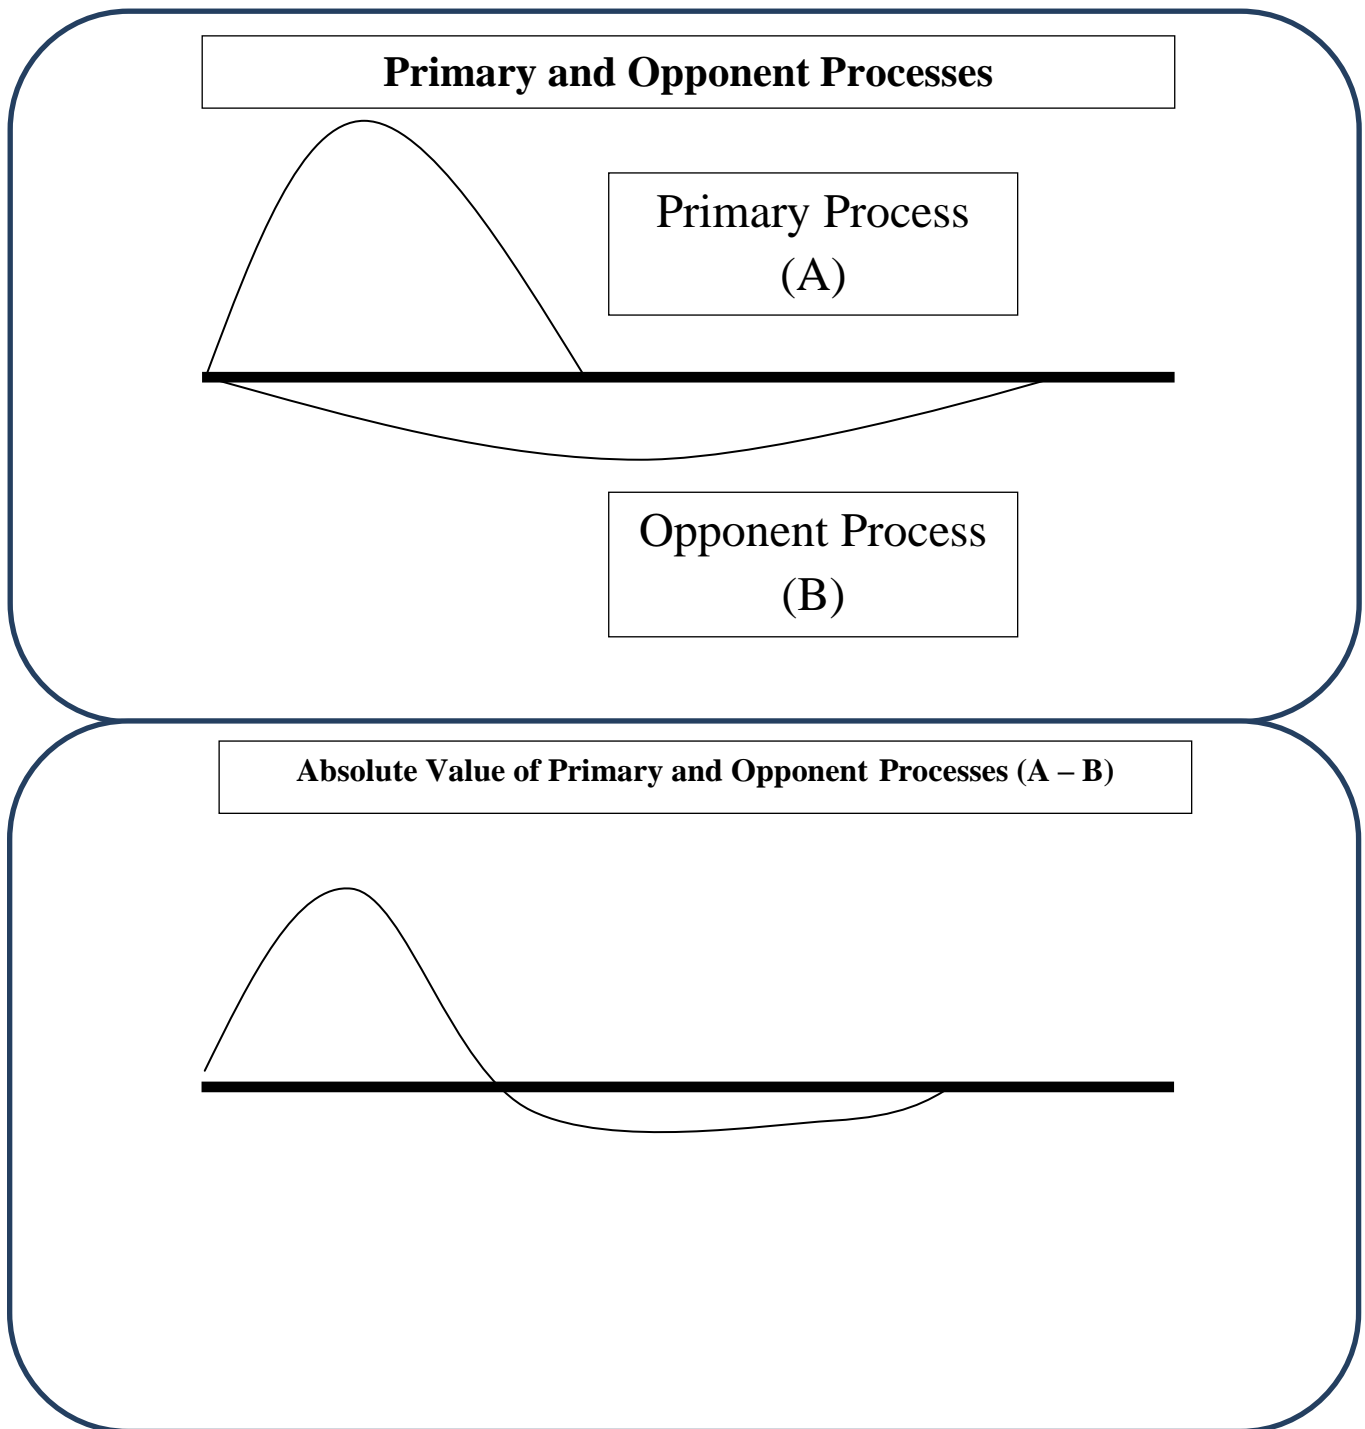 Primary and Opponent Processes
Primary Process
(A)
Opponent Process
(B)
Absolute Value of Primary and Opponent Processes (A – B)